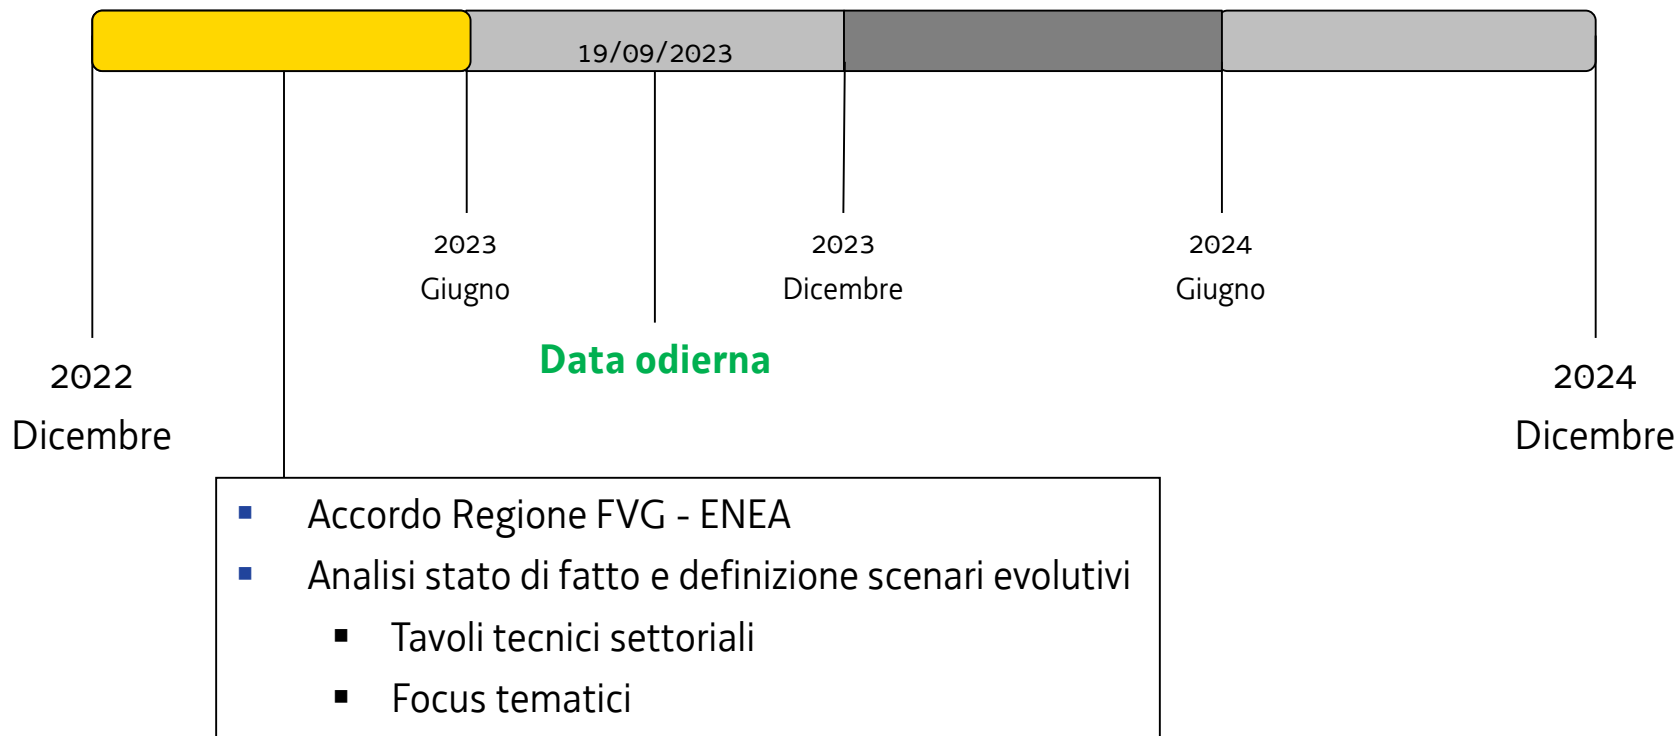 19/09/2023
2023
Giugno
2023
Dicembre
2024
Giugno
Data odierna
2022
Dicembre
2024
Dicembre
▪ Accordo Regione FVG - ENEA
▪ Analisi stato di fatto e definizione scenari evolutivi
▪ Tavoli tecnici settoriali
▪ Focus tematici